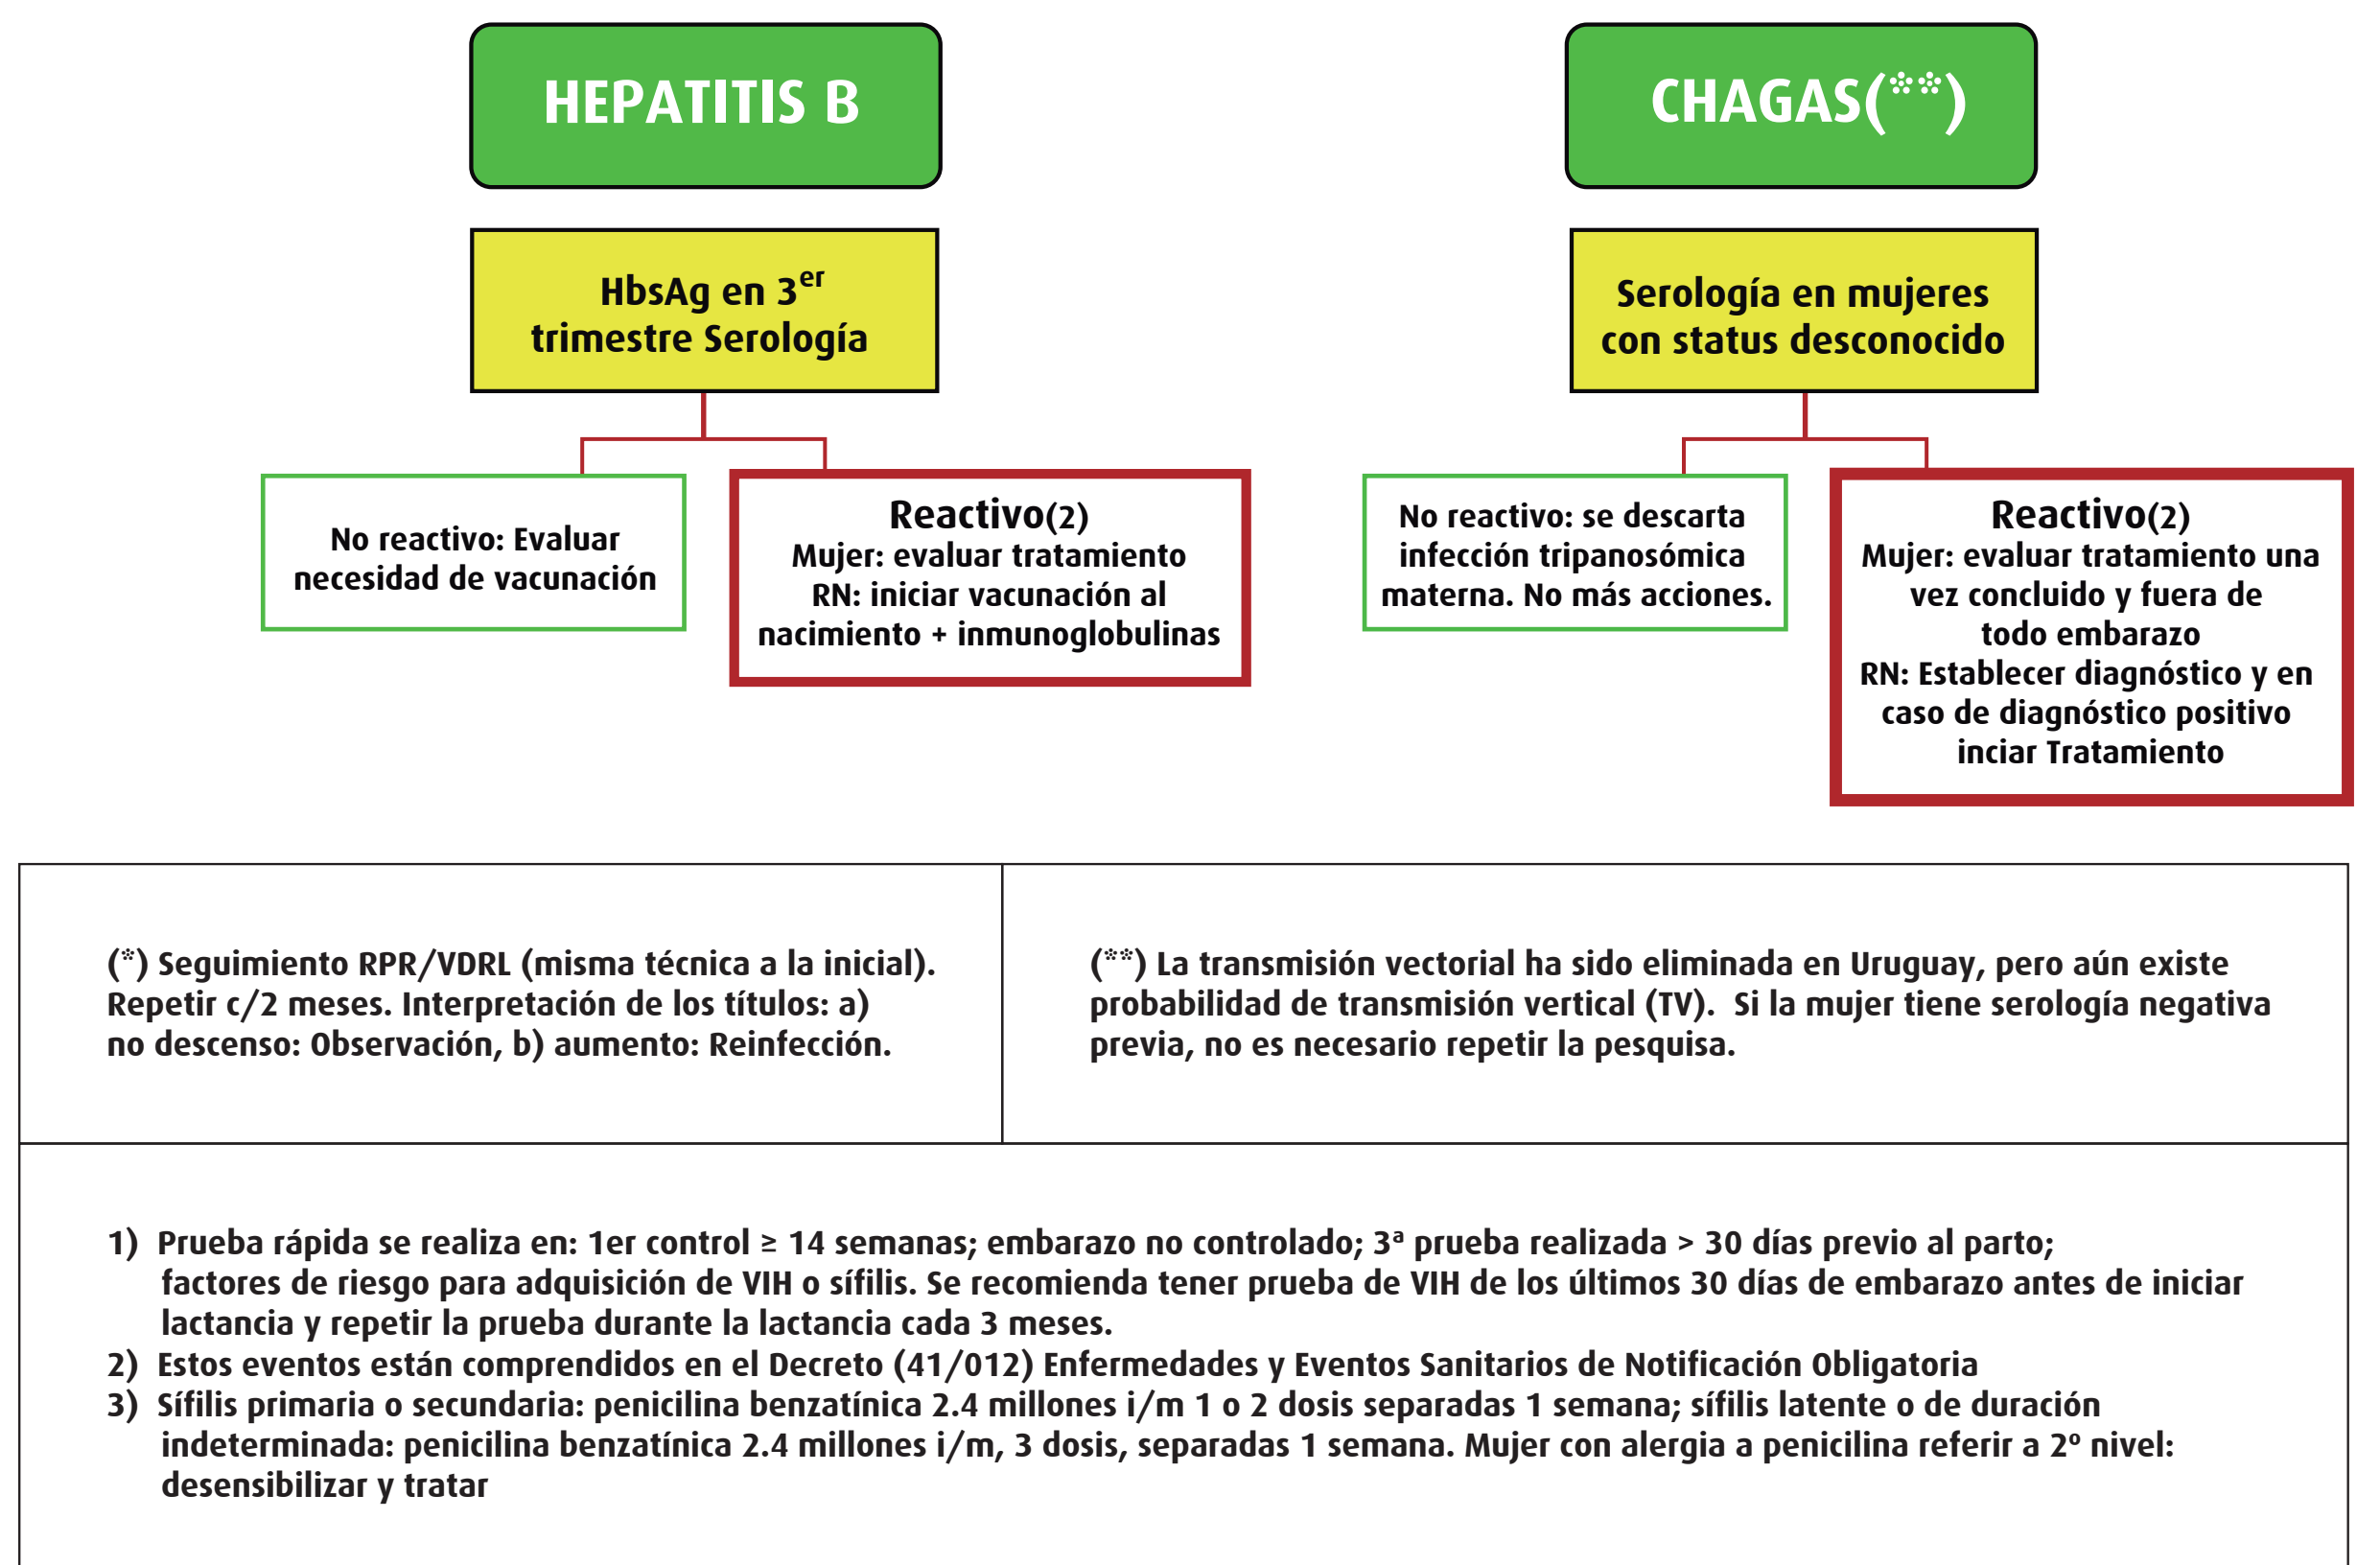 HEPATITIS B
HbsAg en 3er
trimestre Serología
No reactivo: Evaluar
necesidad de vacunación
Reactivo(2)
Mujer: evaluar tratamiento
RN: iniciar vacunación al
nacimiento + inmunoglobulinas
CHAGAS(**)
Serología en mujeres
con status desconocido
No reactivo: se descarta
infección tripanosómica
materna. No más acciones.
Reactivo(2)
Mujer: evaluar tratamiento una
vez concluido y fuera de
todo embarazo
RN: Establecer diagnóstico y en
caso de diagnóstico positivo
inciar Tratamiento
(*) Seguimiento RPR/VDRL (misma técnica a la inicial).
Repetir c/2 meses. Interpretación de los títulos: a)
no descenso: Observación, b) aumento: Reinfección.
(**) La transmisión vectorial ha sido eliminada en Uruguay, pero aún existe
probabilidad de transmisión vertical (TV). Si la mujer tiene serología negativa
previa, no es necesario repetir la pesquisa.
1) Prueba rápida se realiza en: 1er control ≥ 14 semanas; embarazo no controlado; 3ª prueba realizada > 30 días previo al parto;
factores de riesgo para adquisición de VIH o sífilis. Se recomienda tener prueba de VIH de los últimos 30 días de embarazo antes de iniciar
lactancia y repetir la prueba durante la lactancia cada 3 meses.
2) Estos eventos están comprendidos en el Decreto (41/012) Enfermedades y Eventos Sanitarios de Notificación Obligatoria
3) Sífilis primaria o secundaria: penicilina benzatínica 2.4 millones i/m 1 o 2 dosis separadas 1 semana; sífilis latente o de duración
indeterminada: penicilina benzatínica 2.4 millones i/m, 3 dosis, separadas 1 semana. Mujer con alergia a penicilina referir a 2º nivel:
desensibilizar y tratar